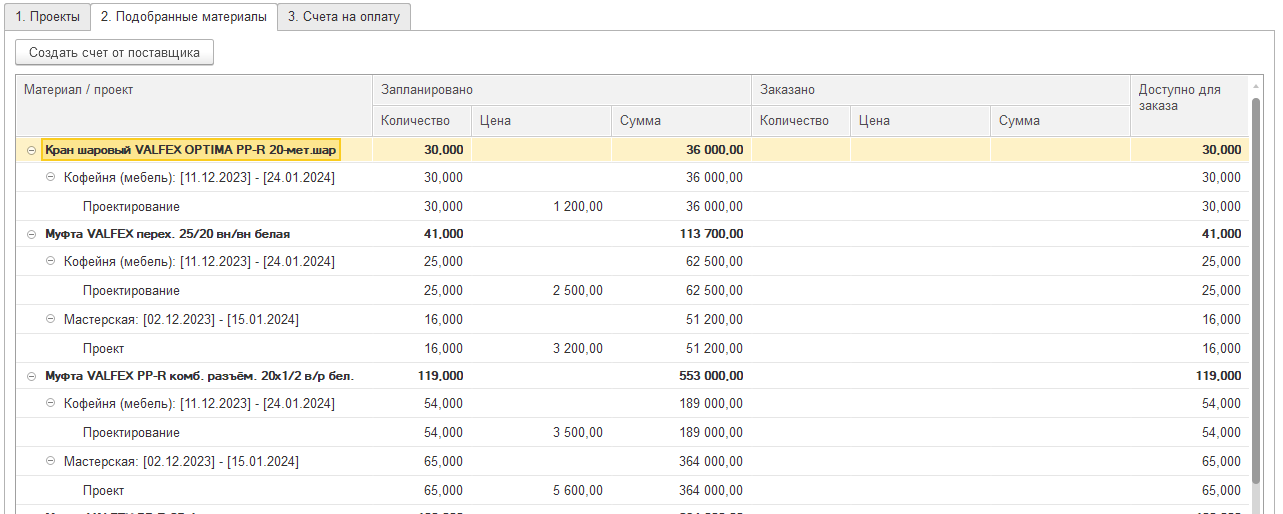 1. Проекты 2. Подобранные материалы 3. Счета на оплату
Создать счет от поставщика
Материал / проект Запланировано Заказано Доступно для заказа
Количество Цена Сумма Количество Цена Сумма
Кран шаровый VALFEX OPTIMA PP-R 20-мет.шар 30,000 36 000,00 30,000
Кофейня (мебель): [11.12.2023] - [24.01.2024] 30,000 36 000,00 30,000
Проектирование 30,000 1 200,00 36 000,00 30,000
Муфта VALFEX перех. 25/20 вн/вн белая 41,000 113 700,00 41,000
Кофейня (мебель): [11.12.2023] - [24.01.2024] 25,000 62 500,00 25,000
Проектирование 25,000 2 500,00 62 500,00 25,000
Мастерская: [02.12.2023] - [15.01.2024] 16,000 51 200,00 16,000
Проект 16,000 3 200,00 51 200,00 16,000
Муфта VALFEX PP-R комб. разъём. 20х1/2 в/р бел. 119,000 553 000,00 119,000
Кофейня (мебель): [11.12.2023] - [24.01.2024] 54,000 189 000,00 54,000
Проектирование 54,000 3 500,00 189 000,00 54,000
Мастерская: [02.12.2023] - [15.01.2024] 65,000 364 000,00 65,000
Проект 65,000 5 600,00 364 000,00 65,000